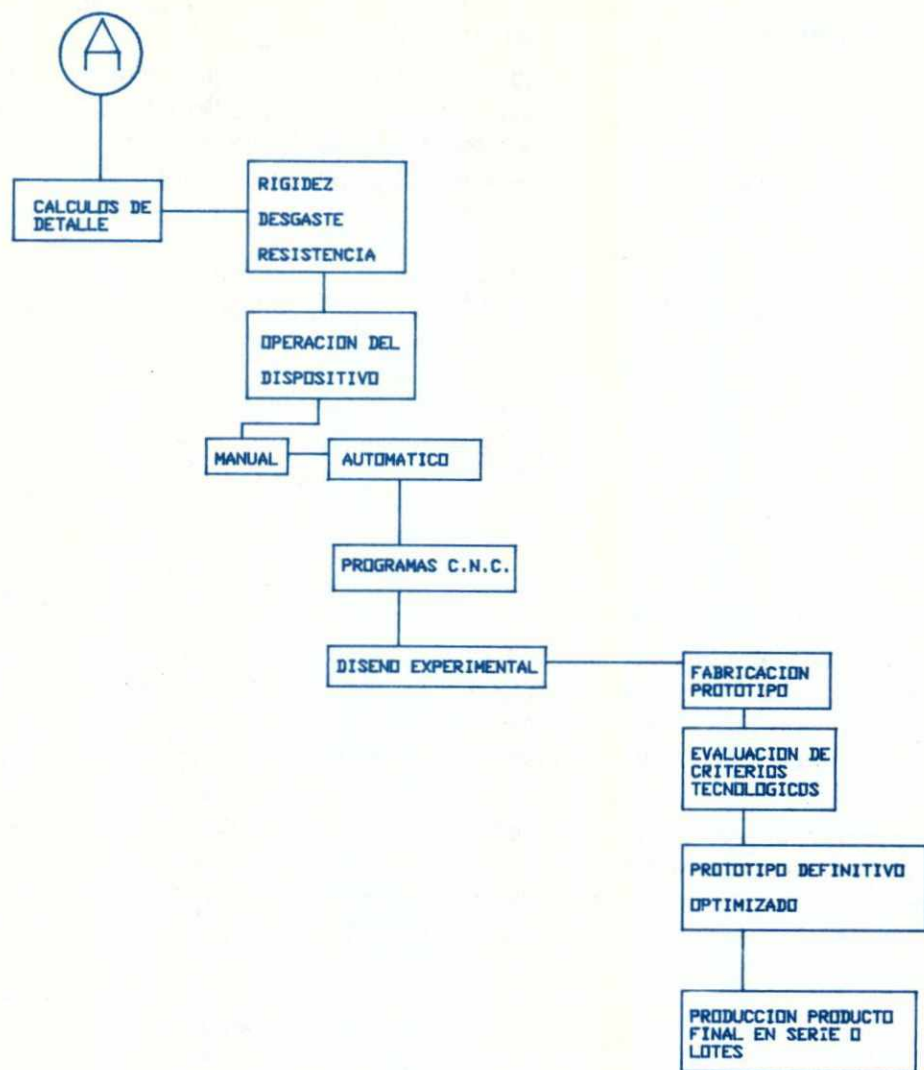 A
CALCULOS DE
DETALLE
RIGIDEZ
DESGASTE
RESISTENCIA
OPERACION DEL
DISPOSITIVO
MANUAL
AUTOMATICO
PROGRAMAS C.N.C.
DISENO EXPERIMENTAL
FABRICACION
PROTOTIPO
EVALUACION DE
CRITERIOS
TECNOLOGICOS
PROTOTIPO DEFINITIVO
OPTIMIZADO
PRODUCCION PRODUCTO
FINAL EN SERIE O
LOTES